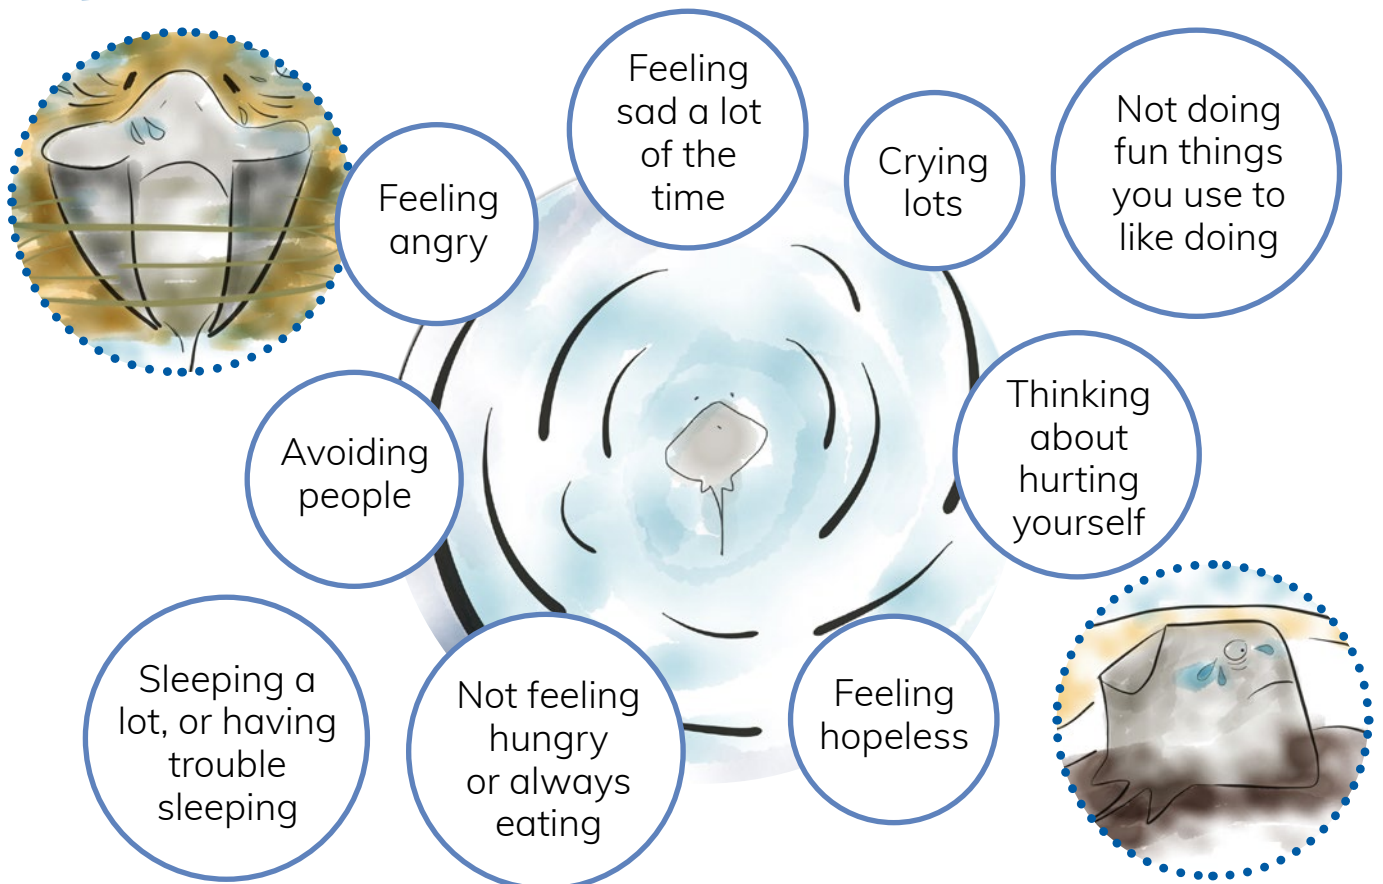 Feeling
sad a lot
of the
time
Crying
lots
Not doing
fun things
you use to
like doing
Feeling
angry
Thinking
about
hurting
yourself
Avoiding
people
Sleeping a
lot, or having
trouble
sleeping
Not feeling
hungry
or always
eating
Feeling
hopeless